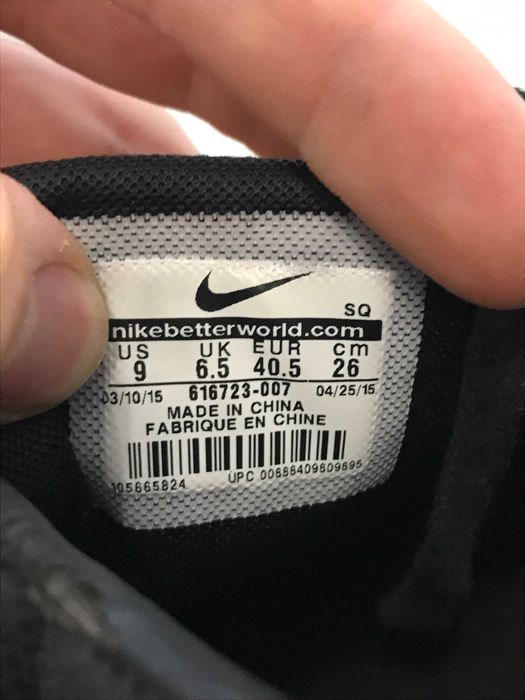 SQ
nikebetterworld.com
US UK EUR cm
9 6.5 40.5 26
03/10/15 616723-007 04/25/15
MADE IN CHINA
FABRIQUE EN CHINE
105665824 UPC 00888409809895